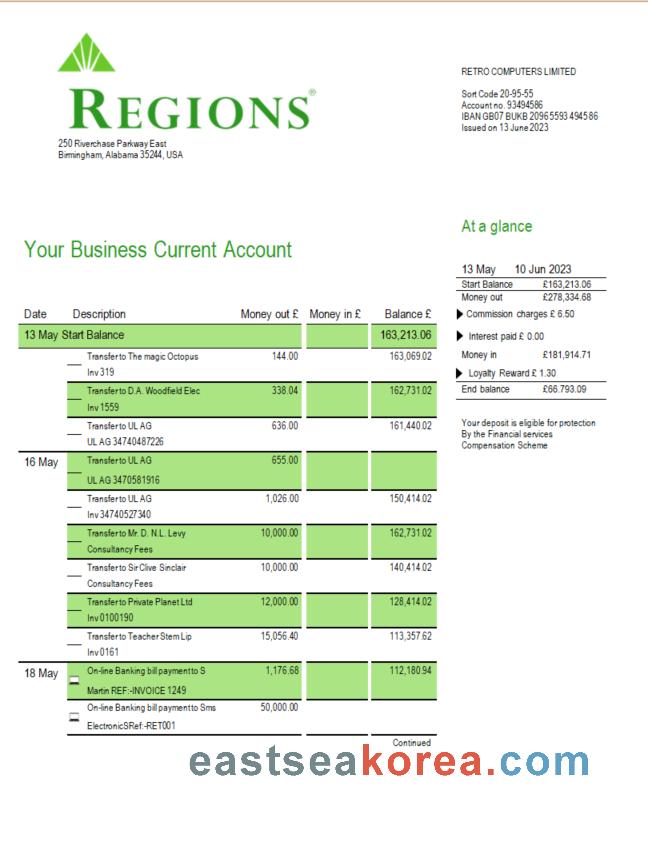 REGIONS®
250 Riverchase Parkway East
Birmingham, Alabama 35244, USA
RETRO COMPUTERS LIMITED
Sort Code 20-95-55
Account no. 93494586
IBAN GB07 BUKB 2096 5593 4945 86
Issued on 13 June 2023
At a glance
13 May 10 Jun 2023
Start Balance £163,213.06
Money out £278,334.68
Commission charges £ 6.50
Interest paid £ 0.00
Money in £181,914.71
Loyalty Reward £ 1.30
End balance £66.793.09
Your deposit is eligible for protection
By the Financial services
Compensation Scheme
Your Business Current Account
Date Description Money out £ Money in £ Balance £
13 May Start Balance 163,213.06
Transfer to The magic Octopus 144.00 163,069.02
Inv 319
Transfer to D.A. Woodfield Elec 338.04 162,731.02
Inv 1559
Transfer to UL AG 636.00 161,440.02
UL AG 34740487226
16 May Transfer to UL AG 655.00
UL AG 3470581916
Transfer to UL AG 1,026.00 150,414.02
Inv 34740527340
Transfer to Mr. D. N.L. Levy 10,000.00 162,731.02
Consultancy Fees
Transfer to Sir Clive Sinclair 10,000.00 140,414.02
Consultancy Fees
Transfer to Private Planet Ltd 12,000.00 128,414.02
Inv 0100190
Transfer to Teacher Stem Lip 15,056.40 113,357.62
Inv 0161
18 May On-line Banking bill payment to S 1,176.68 112,180.94
Martin REF:-INVOICE 1249
On-line Banking bill payment to Sms 50,000.00
ElectronicSRef:-RET001
Continued
eastseakorea.com